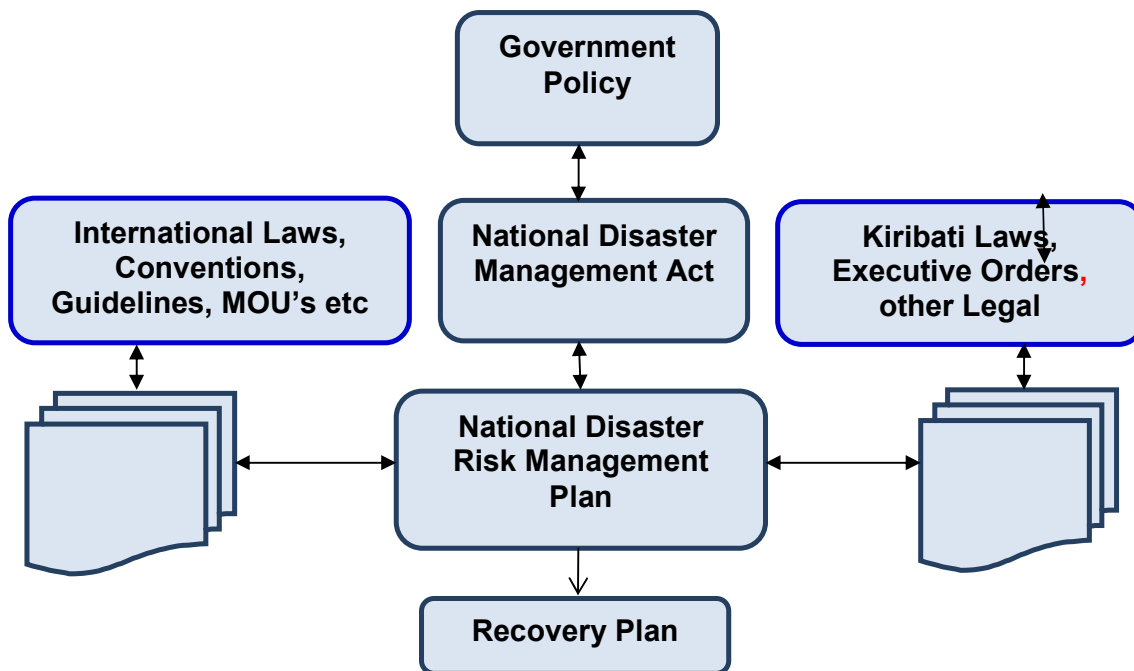 Government
Policy
International Laws,
Conventions,
Guidelines, MOU’s etc
National Disaster
Management Act
Kiribati Laws,
Executive Orders,
other Legal
National Disaster
Risk Management
Plan
Recovery Plan